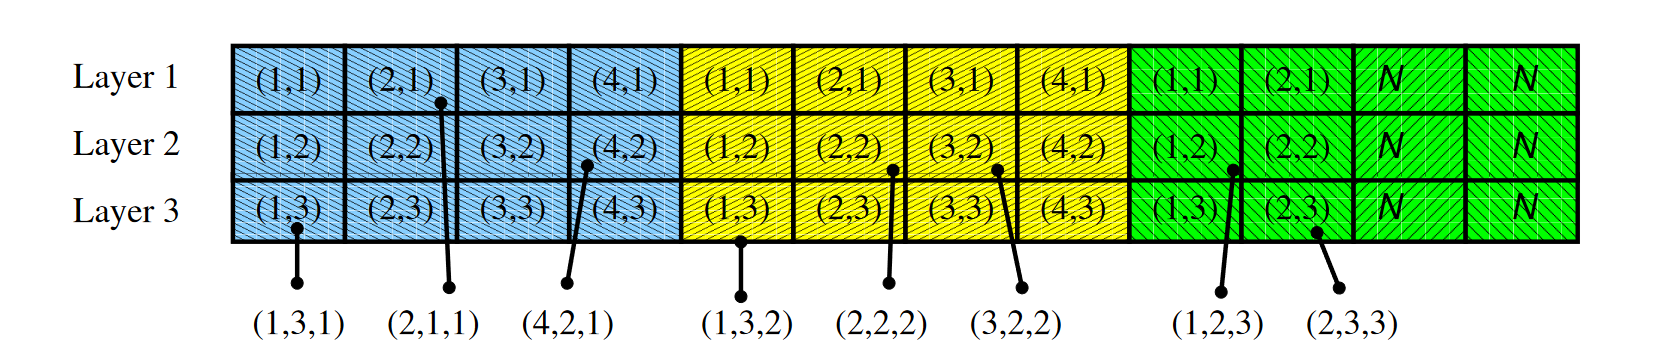 Layer 1 (1,1) (2,1) (3,1) (4,1) (1,1) (2,1) (3,1) (4,1) (1,1) (2,1) N N
Layer 2 (1,2) (2,2) (3,2) (4,2) (1,2) (2,2) (3,2) (4,2) (1,2) (2,2) N N
Layer 3 (1,3) (2,3) (3,3) (4,3) (1,3) (2,3) (3,3) (4,3) (1,3) (2,3) N N
(1,3,1) (2,1,1) (4,2,1) (1,3,2) (2,2,2) (3,2,2) (1,2,3) (2,3,3)